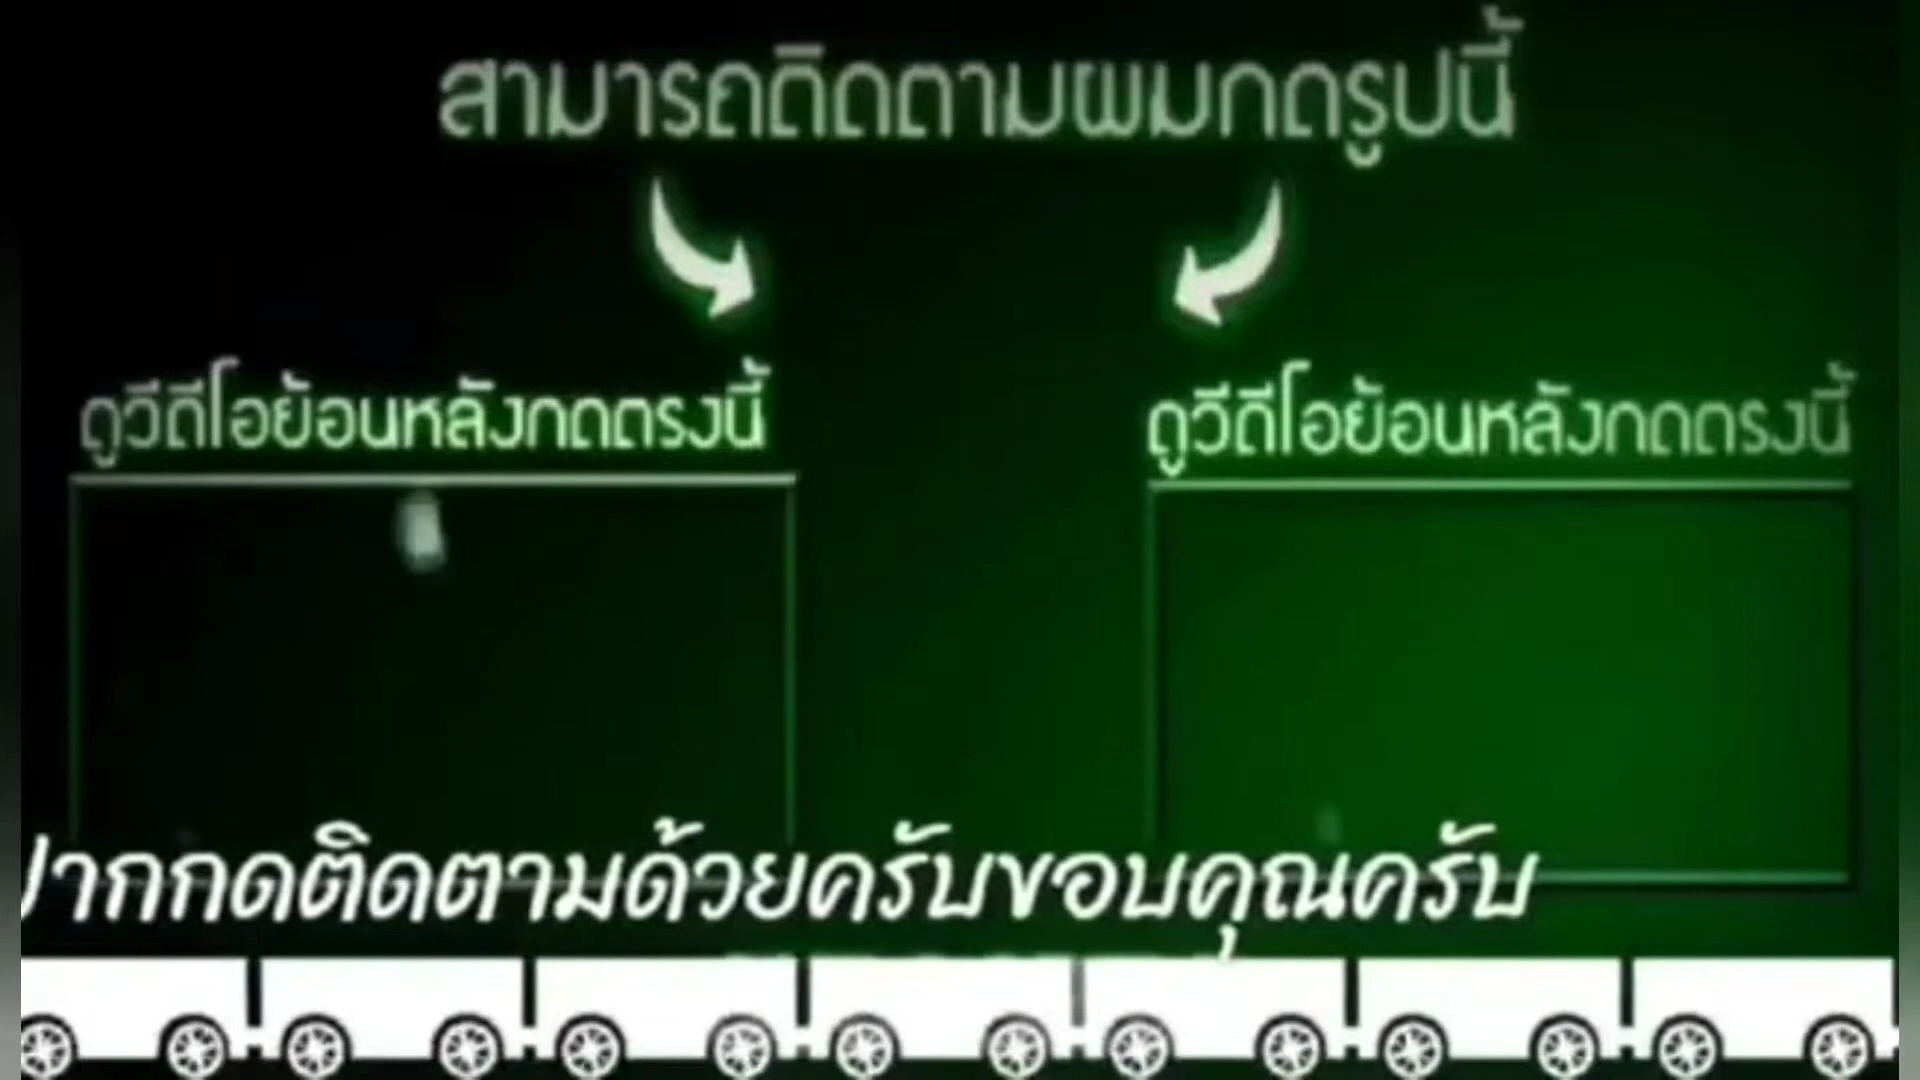 สามารถติดตามผมกดรูปนี้
ดูวีดีโอย้อนหลังกดตรงนี้
ดูวีดีโอย้อนหลังกดตรงนี้
ปากกดติดตามด้วยครับขอบคุณครับ